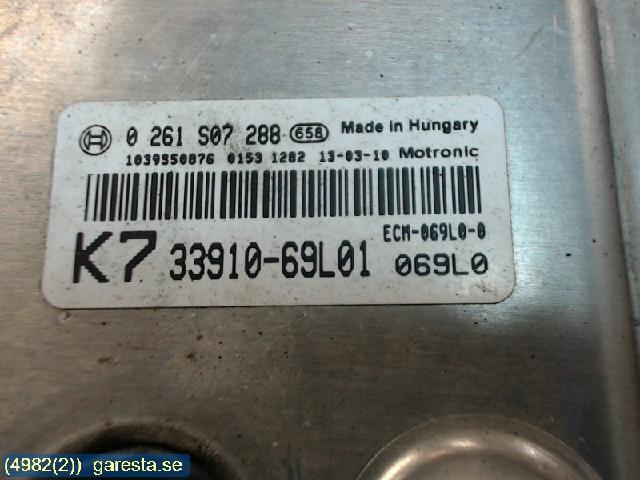 0 261 S07 288 658 Made in Hungary
1039S50876 0153 1282 13-03-10 Motronic
ECM-069L0-0
K7 33910-69L01 069L0
(4982(2)) garesta.se